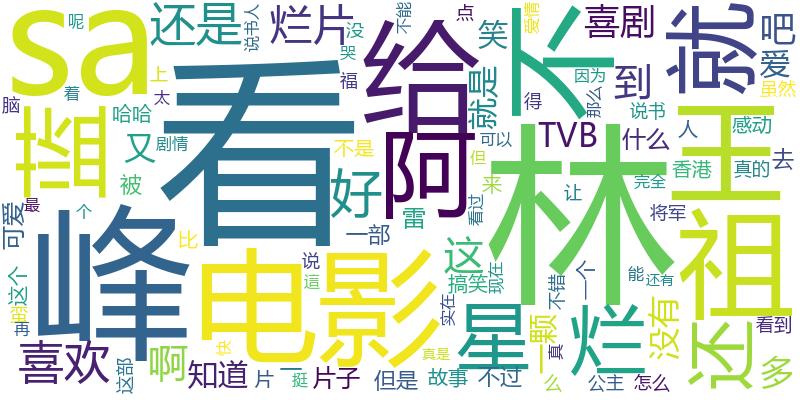 sa
还是
烂片
给
不
喜剧
就
吧
爱
笑
到
就是
蓝
看
阿
林
王
TVB
什么
人
感动
好
又
剧情
哈哈
被
雷
一部
不是
香港
真的
去
峰
电影
这
祖
将军
可爱
这个
说
搞笑
现在
不错
一个
星
一颗
烂
没有
还
看到
喜欢
啊
知道
片
片子
但是
故事
不过
公主
怎么
多
这部
再
真是
实在
看过
可以
来
让
完全
因为
那么
得
说书
说书人
不能
爱情
虽然
没
哭
福
点
上
太
脑
着
呢
最
个
比
這
快
挺
真
么
能
还有
但